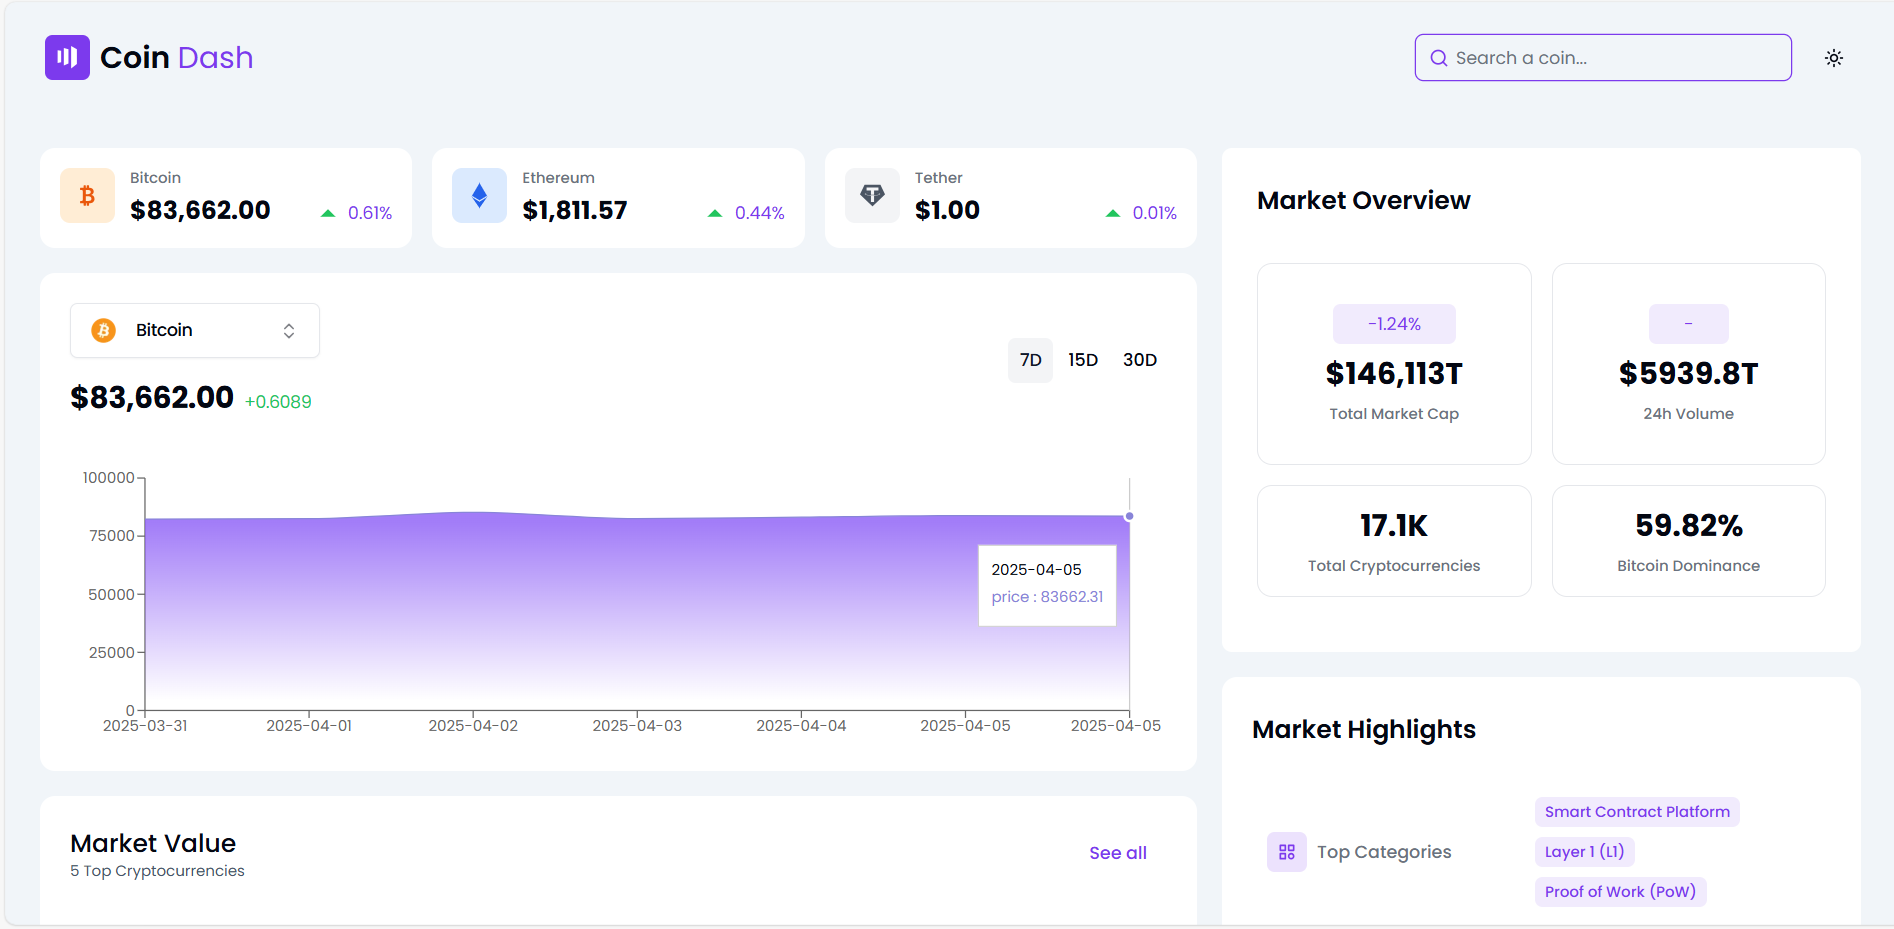 Coin Dash
Search a coin...
Bitcoin
$83,662.00
0.61%
Ethereum
$1,811.57
0.44%
Tether
$1.00
0.01%
Bitcoin
$83,662.00 +0.6089
7D 15D 30D
100000
75000
50000
25000
0
2025-03-31 2025-04-01 2025-04-02 2025-04-03 2025-04-04 2025-04-05 2025-04-05
2025-04-05
price : 83662.31
Market Value
5 Top Cryptocurrencies
See all
Market Overview
-1.24%
$146,113T
Total Market Cap
-
$5939.8T
24h Volume
17.1K
Total Cryptocurrencies
59.82%
Bitcoin Dominance
Market Highlights
Top Categories
Smart Contract Platform
Layer 1 (L1)
Proof of Work (PoW)